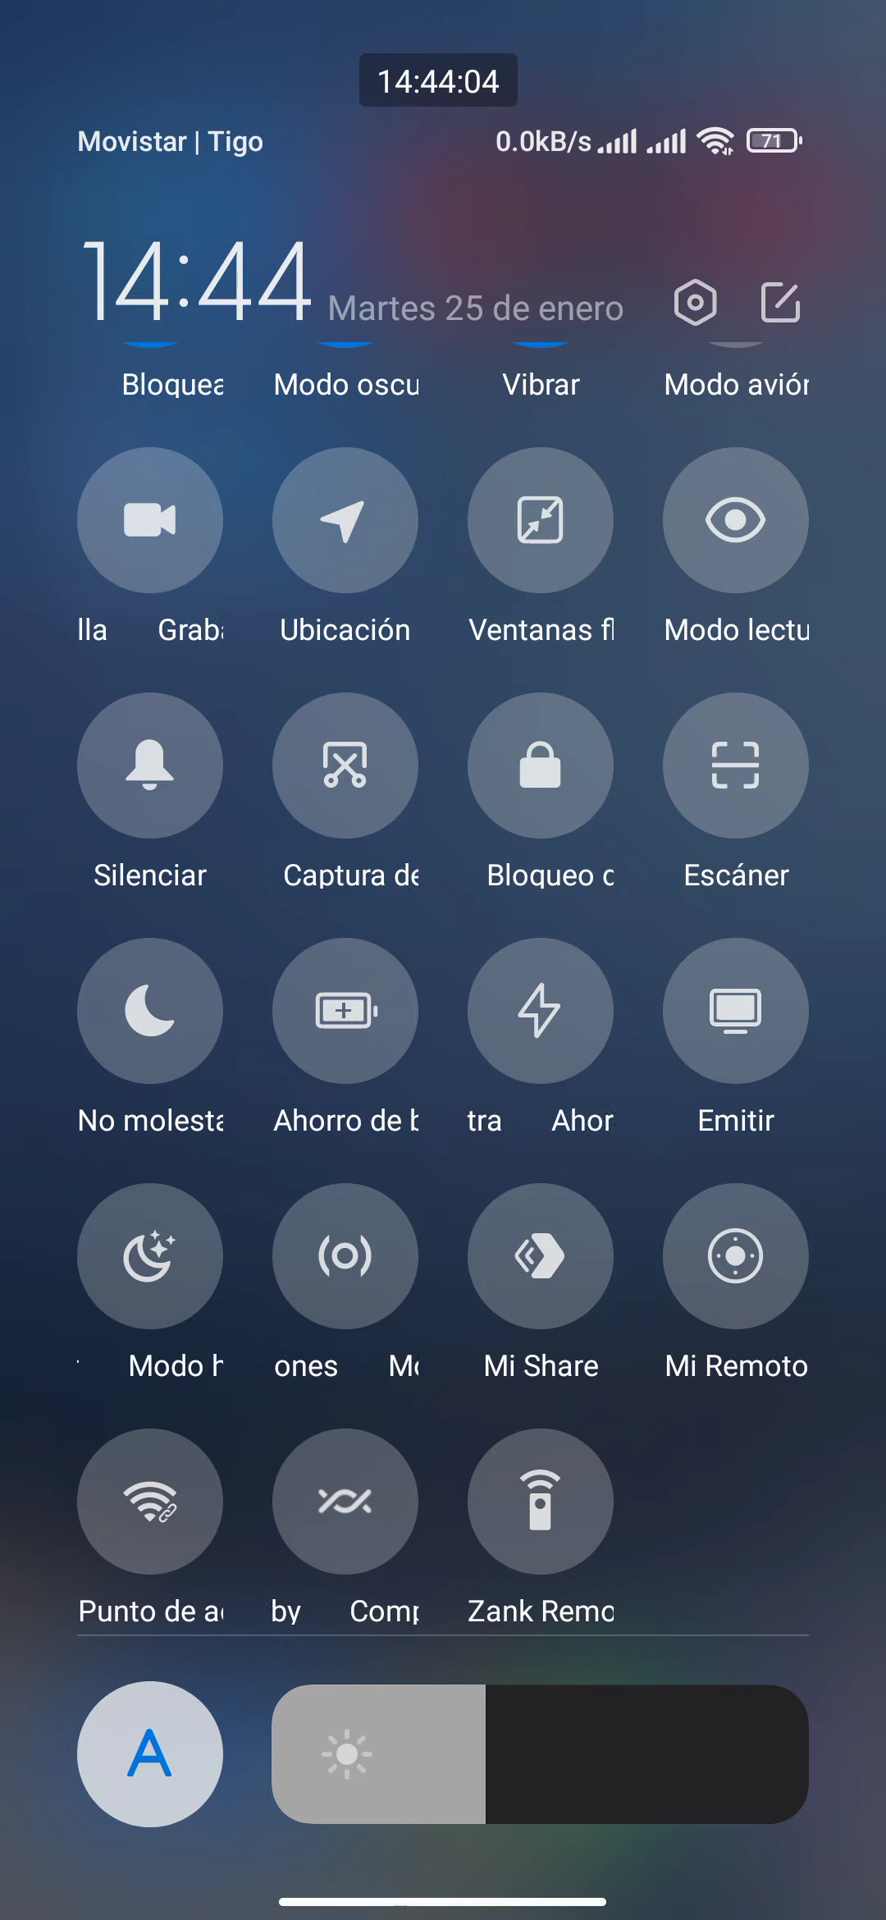 14:44:04
Movistar | Tigo 0.0kB/s 71
14:44 Martes 25 de enero
Bloquea Modo oscu Vibrar Modo avión
lla Graba Ubicación Ventanas fl Modo lectu
Silenciar Captura de Bloqueo d Escáner
No molesta Ahorro de b tra Ahor Emitir
Modo h ones Mo Mi Share Mi Remoto
Punto de a by Comp Zank Remo
A